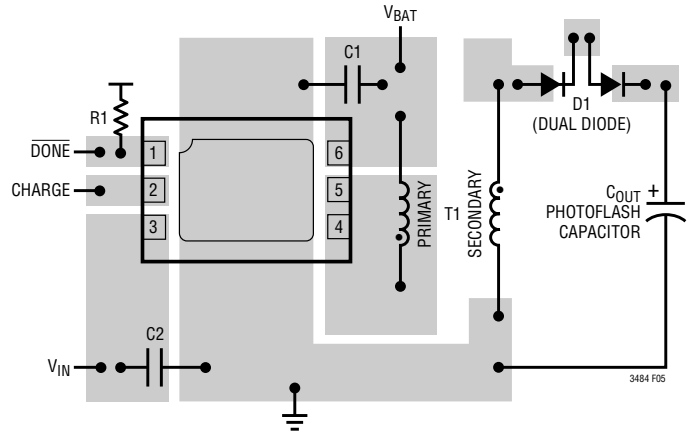 VBAT
C1
R1
D1
(DUAL DIODE)
DONE
1
6
CHARGE
2
5
3
4
PRIMARY
T1
SECONDARY
COUT +
PHOTOFLASH
CAPACITOR
C2
VIN
3484 F05